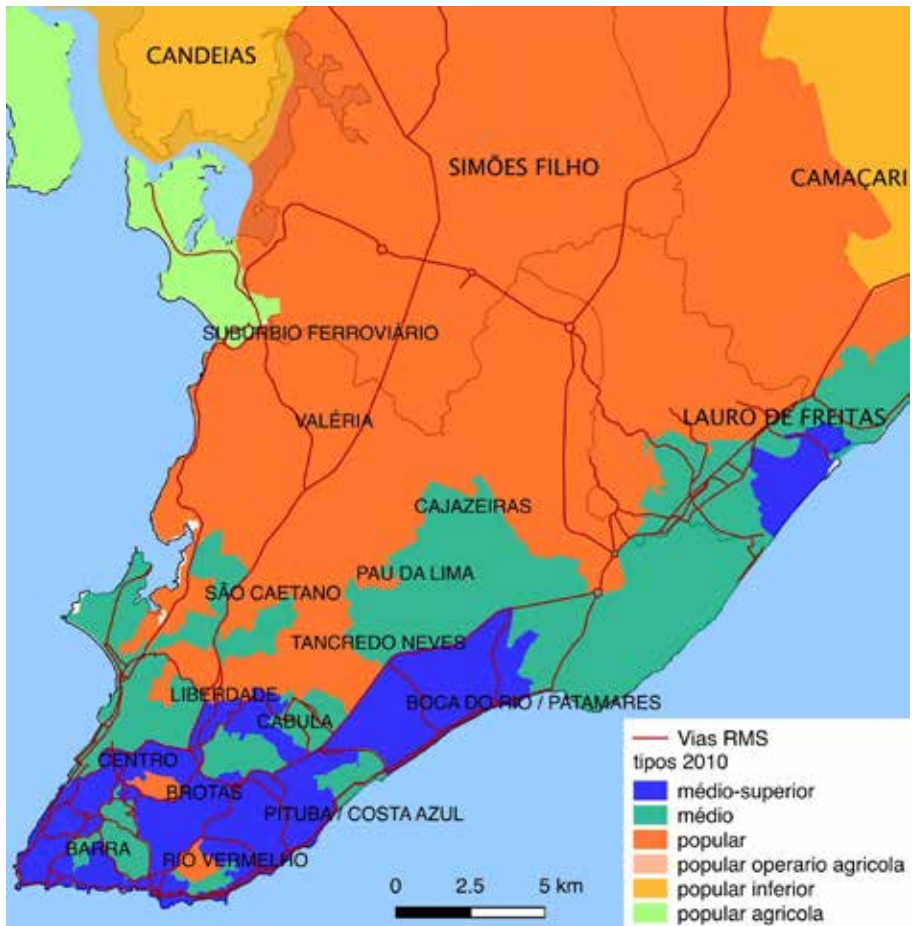 CANDEIAS
SIMÕES FILHO
CAMAÇARI
SUBÚRBIO FERROVIÁRIO
VALÉRIA
LAURO DE FREITAS
CAJAZEIRAS
PAU DA LIMA
SÃO CAETANO
TANCREDO NEVES
LIBERDADE
BOCA DO RIO / PATAMARES
CABULA
CENTRO
BROTAS
PITUBA / COSTA AZUL
BARRA
RIO VERMELHO
0 2.5 5 km
Vias RMS
tipos 2010
médio-superior
médio
popular
popular operario agricola
popular inferior
popular agricola